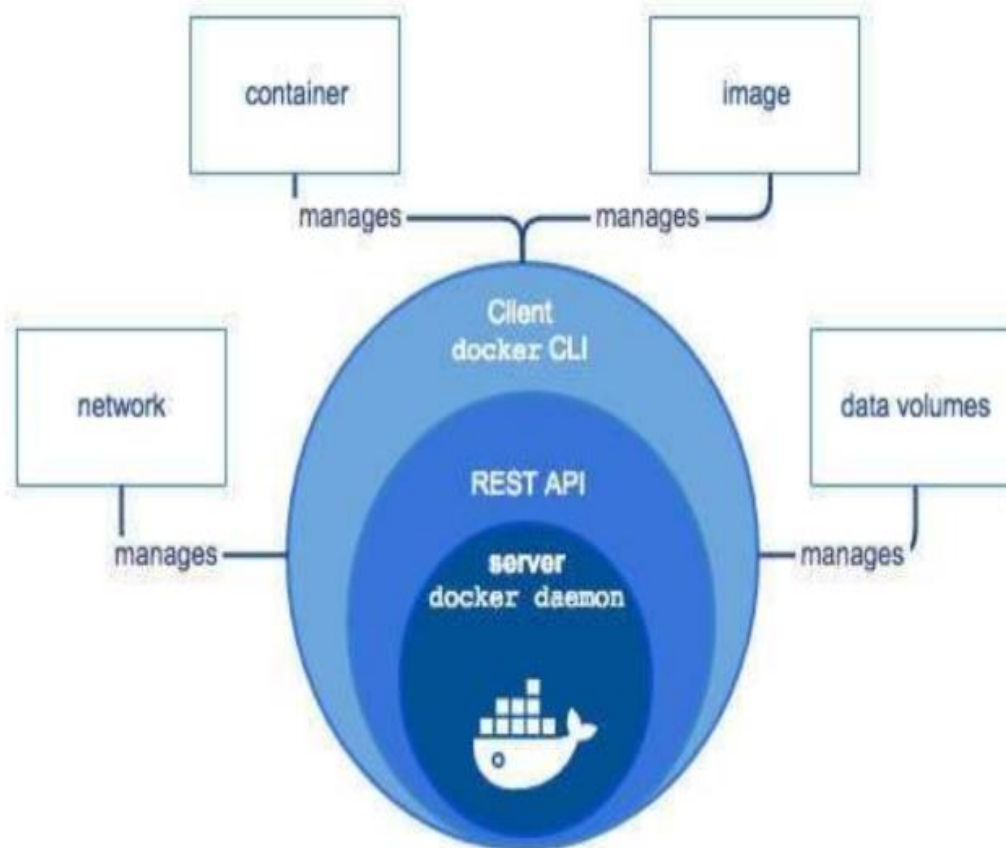 container
image
manages
manages
Client
docker CLI
network
data volumes
REST API
manages
manages
server
docker daemon